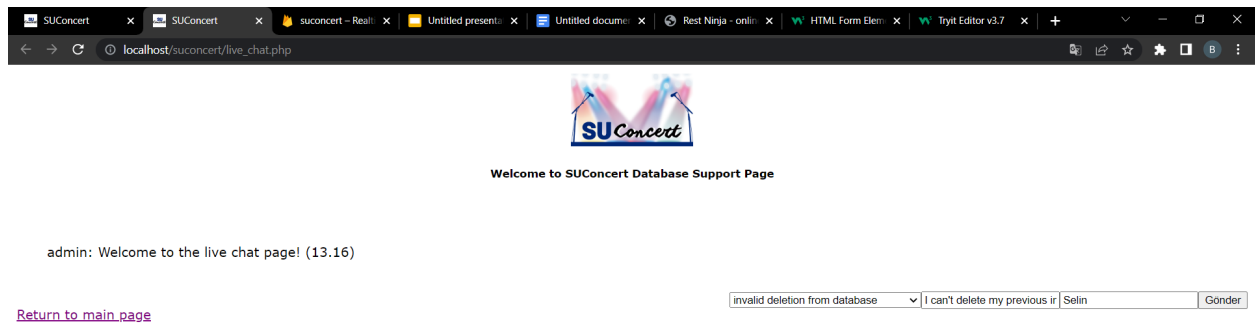 SUConcert
SUConcert
suconcert – Realti
Untitled presenta
Untitled documen
Rest Ninja - onlin
HTML Form Elem
Tryit Editor v3.7
localhost/suconcert/live_chat.php
B
SU Concert
Welcome to SUConcert Database Support Page
admin: Welcome to the live chat page! (13.16)
invalid deletion from database I can't delete my previous ir Selin Gönder
Return to main page